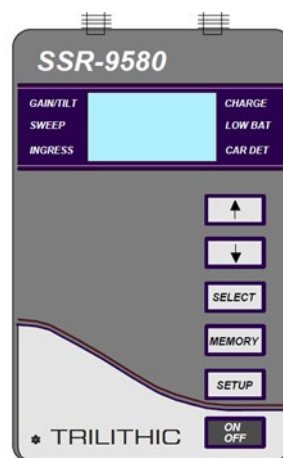 SSR-9580
GAIN/TILT
SWEEP
INGRESS
CHARGE
LOW BAT
CAR DET
SELECT
MEMORY
SETUP
ON
OFF
TRILITHIC